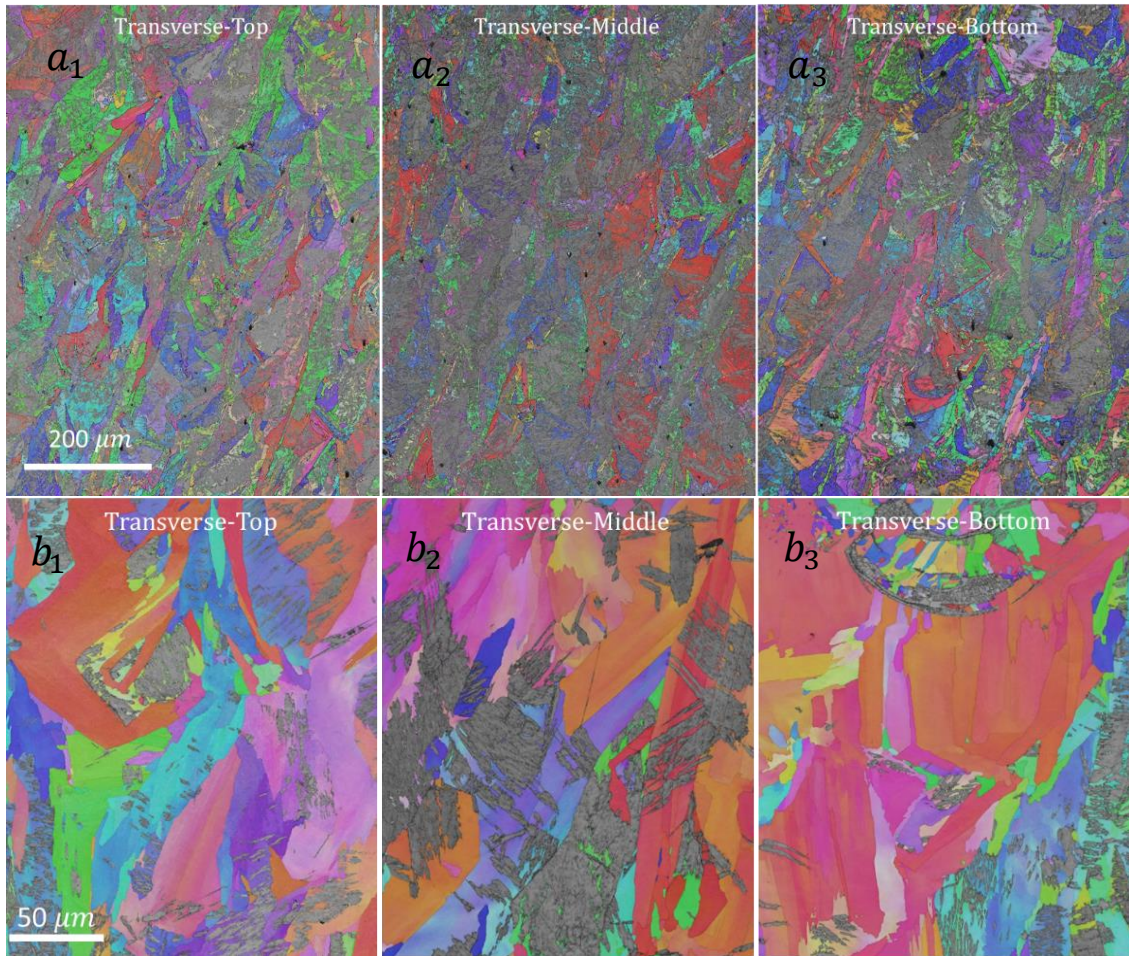 Transverse-Top
Transverse-Middle
Transverse-Bottom
a₁
a₂
a₃
200 μm
Transverse-Top
Transverse-Middle
Transverse-Bottom
b₁
b₂
b₃
50 μm